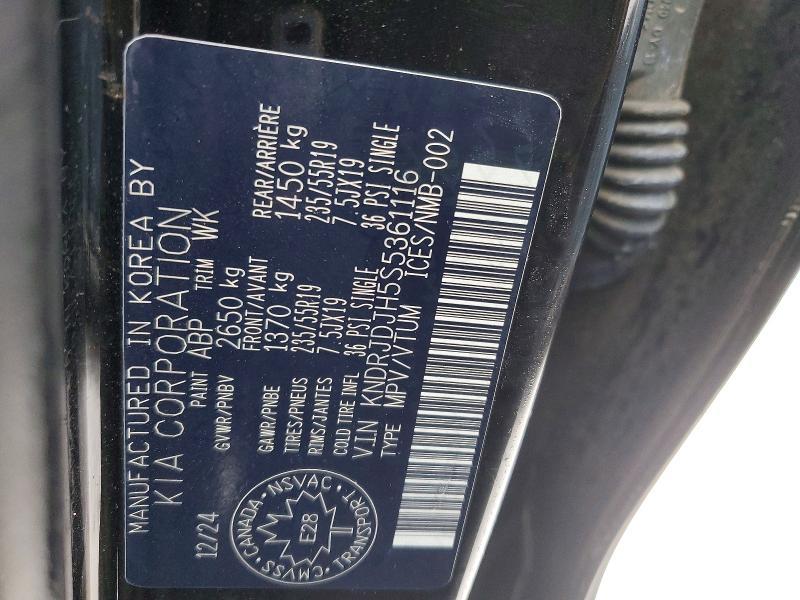 MANUFACTURED IN KOREA BY
KIA CORPORATION
PAINT ABP TRIM WK
12/24
GVWR/PNBV 2650 kg
FRONT/AVANT REAR/ARRIÈRE
GAWR/PNBE 1370 kg 1450 kg
TIRES/PNEUS 235/55R19 235/55R19
RIMS/JANTES 7.5JX19 7.5JX19
COLD TIRE INFL 36 PSI SINGLE 36 PSI SINGLE
VIN KNDRJDJH5S5361116
TYPE MPV/VTUM ICES/NMB-002
CANADA · NSVAC · TRANSPORT · CMVSS
E28
T